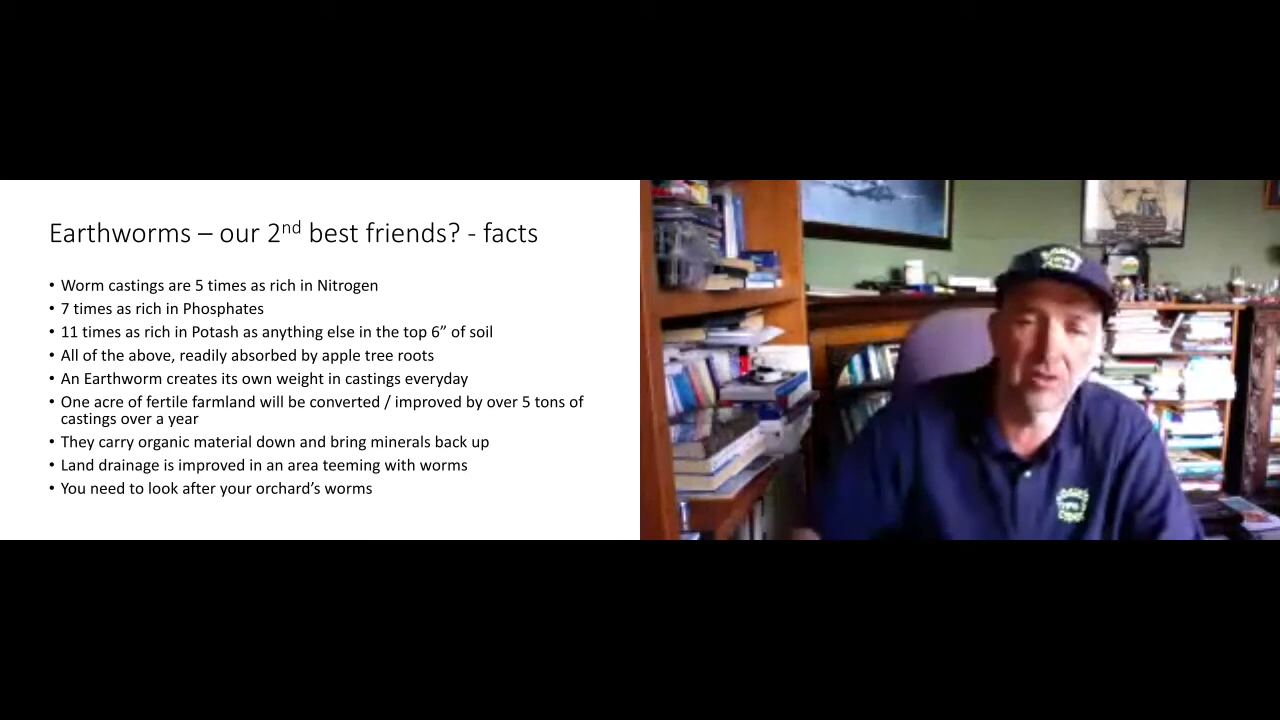 Earthworms – our 2nd best friends? - facts
• Worm castings are 5 times as rich in Nitrogen
• 7 times as rich in Phosphates
• 11 times as rich in Potash as anything else in the top 6” of soil
• All of the above, readily absorbed by apple tree roots
• An Earthworm creates its own weight in castings everyday
• One acre of fertile farmland will be converted / improved by over 5 tons of
castings over a year
• They carry organic material down and bring minerals back up
• Land drainage is improved in an area teeming with worms
• You need to look after your orchard’s worms